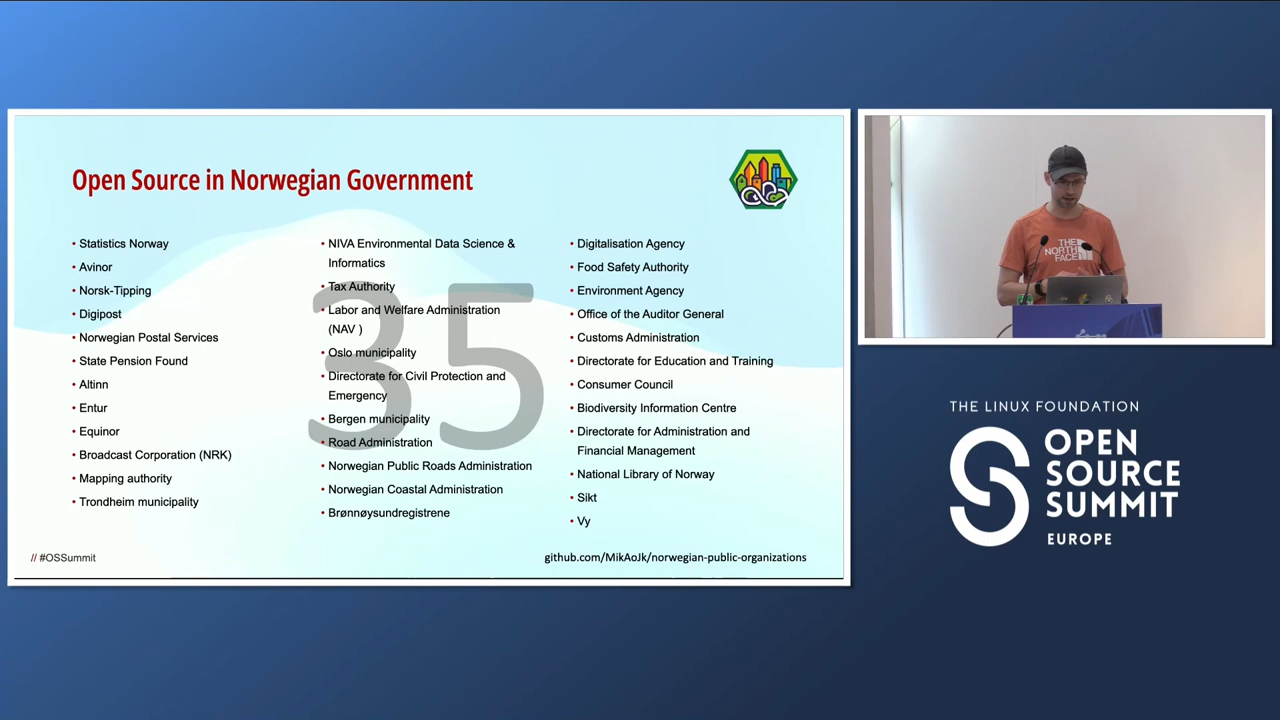 Open Source in Norwegian Government
• Statistics Norway
• Avinor
• Norsk-Tipping
• Digipost
• Norwegian Postal Services
• State Pension Found
• Altinn
• Entur
• Equinor
• Broadcast Corporation (NRK)
• Mapping authority
• Trondheim municipality
35
• NIVA Environmental Data Science &
Informatics
• Tax Authority
• Labor and Welfare Administration
(NAV )
• Oslo municipality
• Directorate for Civil Protection and
Emergency
• Bergen municipality
• Road Administration
• Norwegian Public Roads Administration
• Norwegian Coastal Administration
• Brønnøysundregistrene
• Digitalisation Agency
• Food Safety Authority
• Environment Agency
• Office of the Auditor General
• Customs Administration
• Directorate for Education and Training
• Consumer Council
• Biodiversity Information Centre
• Directorate for Administration and
Financial Management
• National Library of Norway
• Sikt
• Vy
// #OSSummit
github.com/MikAoJk/norwegian-public-organizations
THE
NORTH
FACE
THE LINUX FOUNDATION
OPEN
SOURCE
SUMMIT
EUROPE